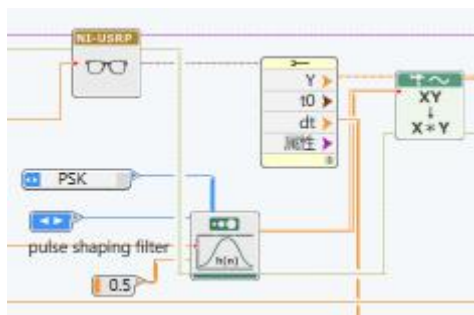 NI-USRP
Y
t0
dt
属性
XY
X*Y
PSK
pulse shaping filter
h(n)
0.5